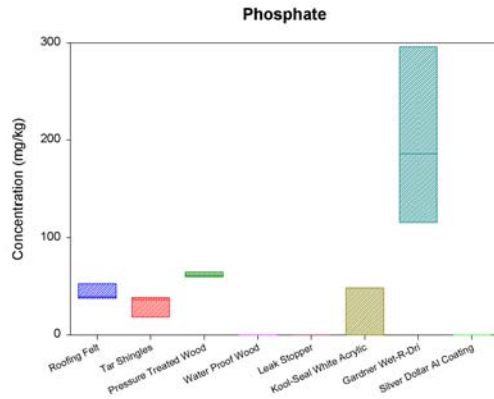 Phosphate
Concentration (mg/kg)
300
200
100
0
Roofing Felt
Tar Shingles
Pressure Treated Wood
Water Proof Wood
Leak Stopper
Kool-Seal White Acrylic
Gardner Wet-R-Dri
Silver Dollar Al Coating